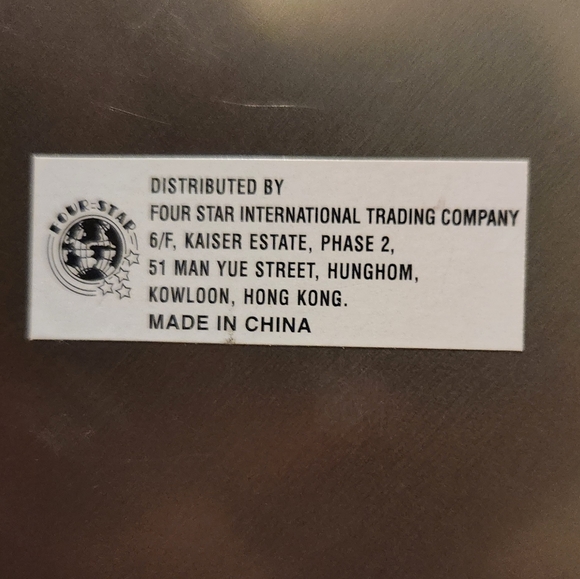 FOUR-STAR
DISTRIBUTED BY
FOUR STAR INTERNATIONAL TRADING COMPANY
6/F, KAISER ESTATE, PHASE 2,
51 MAN YUE STREET, HUNGHOM,
KOWLOON, HONG KONG.
MADE IN CHINA